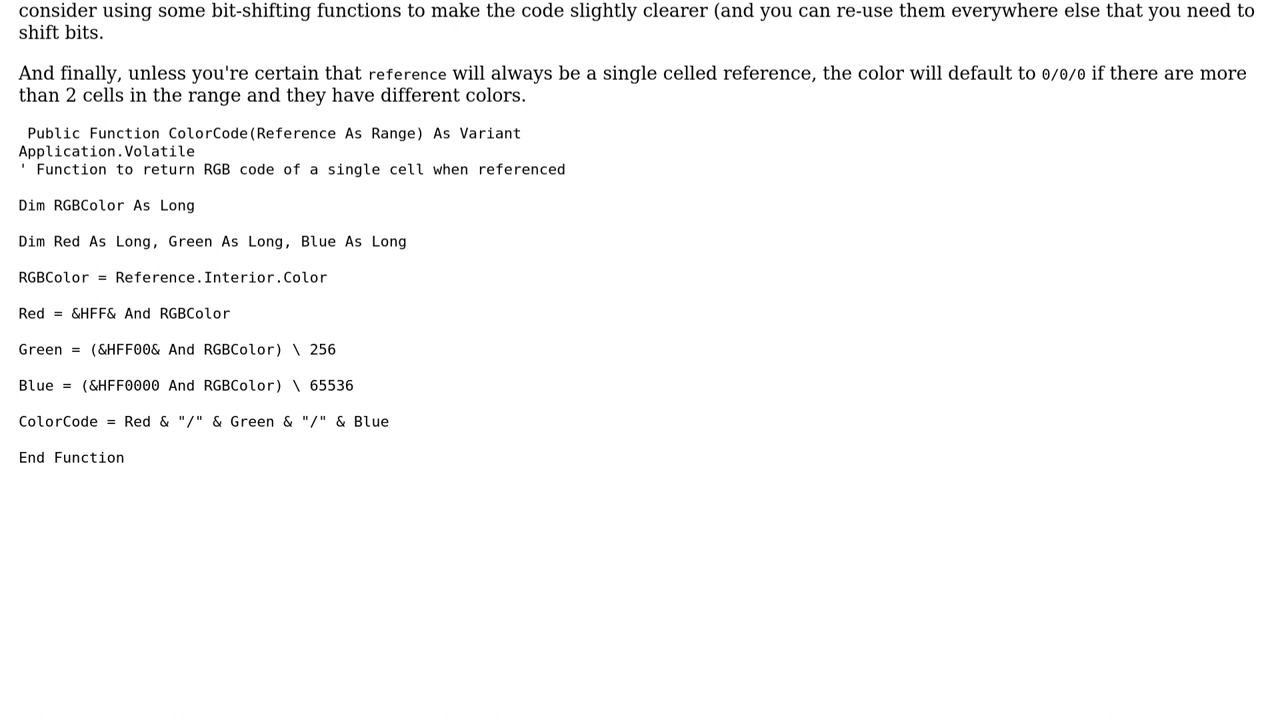 consider using some bit-shifting functions to make the code slightly clearer (and you can re-use them everywhere else that you need to
shift bits.
And finally, unless you're certain that reference will always be a single celled reference, the color will default to 0/0/0 if there are more
than 2 cells in the range and they have different colors.
Public Function ColorCode(Reference As Range) As Variant
Application.Volatile
' Function to return RGB code of a single cell when referenced
Dim RGBColor As Long
Dim Red As Long, Green As Long, Blue As Long
RGBColor = Reference.Interior.Color
Red = &HFF& And RGBColor
Green = (&HFF00& And RGBColor) \ 256
Blue = (&HFF0000 And RGBColor) \ 65536
ColorCode = Red & "/" & Green & "/" & Blue
End Function